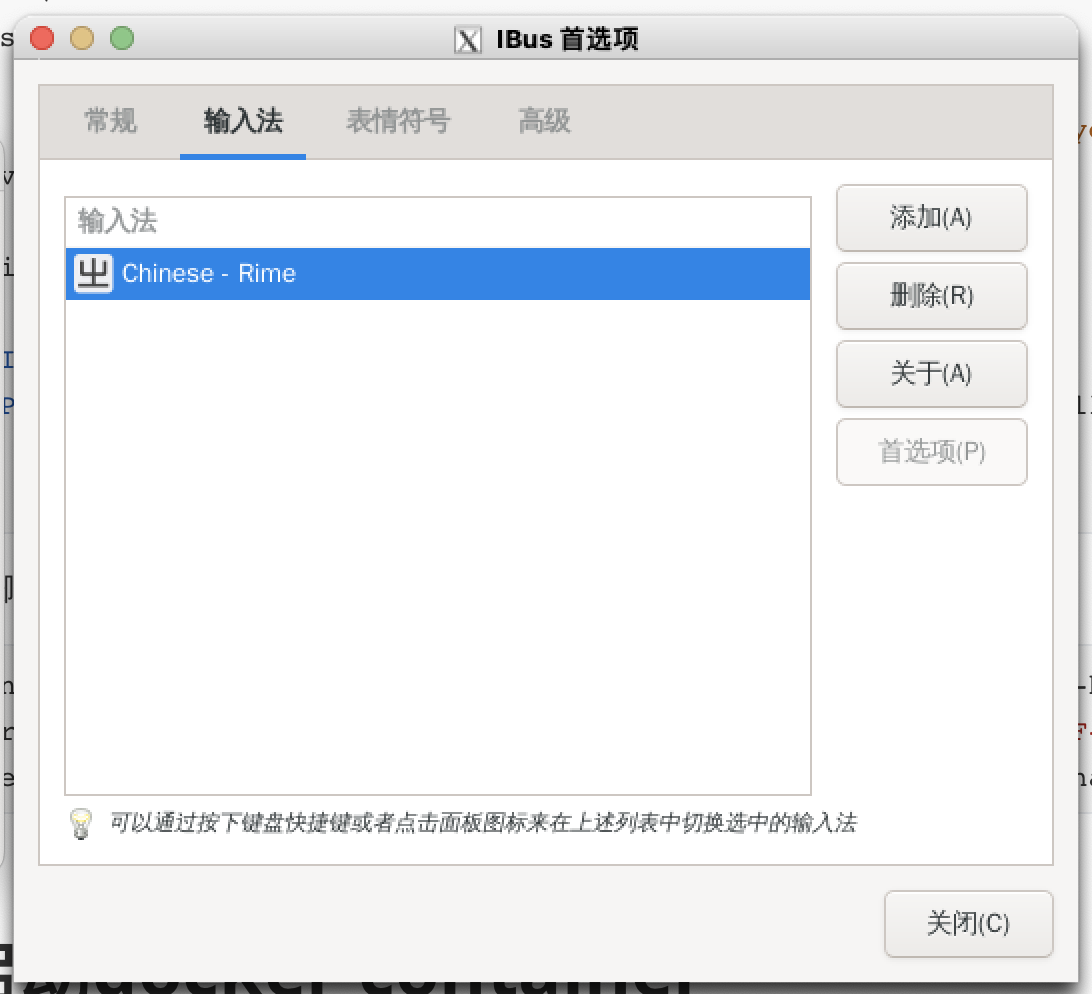 IBus 首选项
常规 输入法 表情符号 高级
输入法
Chinese - Rime
添加(A)
删除(R)
关于(A)
首选项(P)
可以通过按下键盘快捷键或者点击面板图标来在上述列表中切换选中的输入法
关闭(C)
docker container